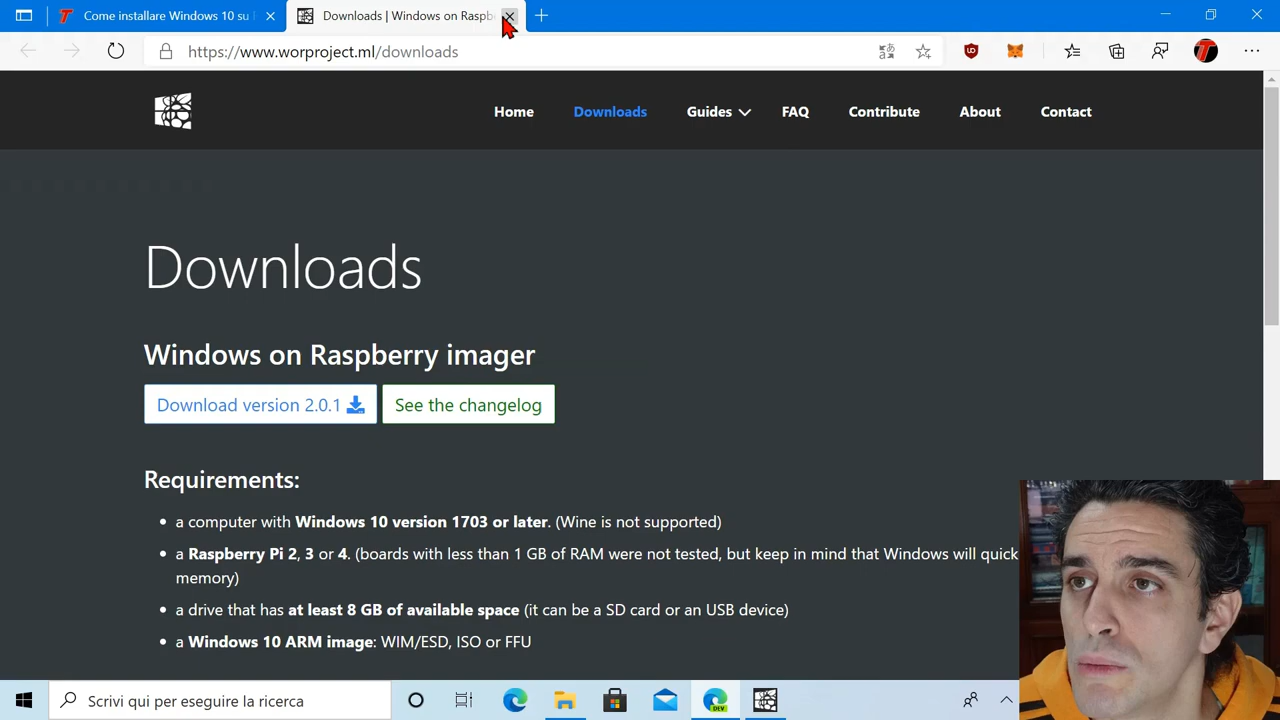 Come installare Windows 10 su
Downloads | Windows on Raspb
https://www.worproject.ml/downloads
Home Downloads Guides FAQ Contribute About Contact
Downloads
Windows on Raspberry imager
Download version 2.0.1 See the changelog
Requirements:
a computer with Windows 10 version 1703 or later. (Wine is not supported)
a Raspberry Pi 2, 3 or 4. (boards with less than 1 GB of RAM were not tested, but keep in mind that Windows will quick
memory)
a drive that has at least 8 GB of available space (it can be a SD card or an USB device)
a Windows 10 ARM image: WIM/ESD, ISO or FFU
Scrivi qui per eseguire la ricerca
DEV